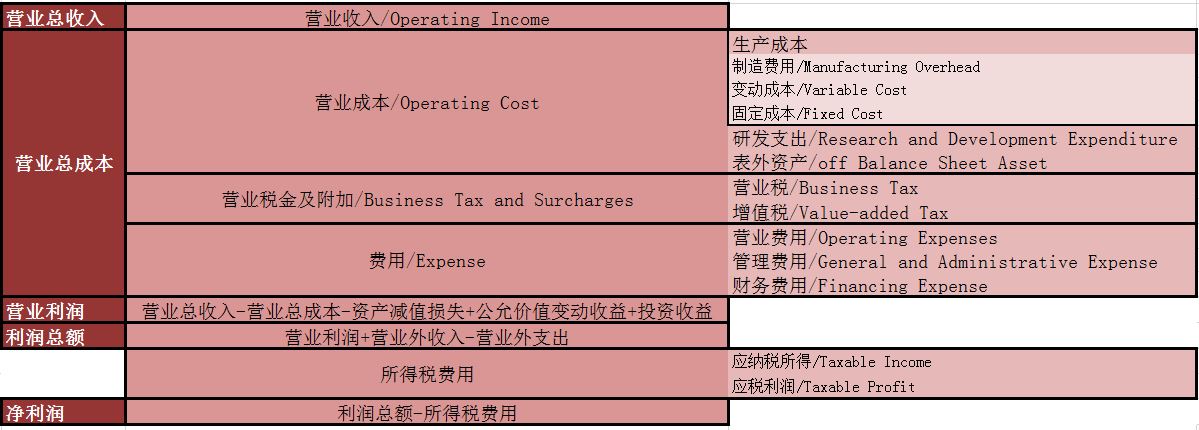 营业总收入 营业收入/Operating Income
营业总成本 营业成本/Operating Cost 生产成本
制造费用/Manufacturing Overhead
变动成本/Variable Cost
固定成本/Fixed Cost
研发支出/Research and Development Expenditure
表外资产/off Balance Sheet Asset
营业税金及附加/Business Tax and Surcharges 营业税/Business Tax
增值税/Value-added Tax
费用/Expense 营业费用/Operating Expenses
管理费用/General and Administrative Expense
财务费用/Financing Expense
营业利润 营业总收入-营业总成本-资产减值损失+公允价值变动收益+投资收益
利润总额 营业利润+营业外收入-营业外支出
所得税费用 应纳税所得/Taxable Income
应税利润/Taxable Profit
净利润 利润总额-所得税费用